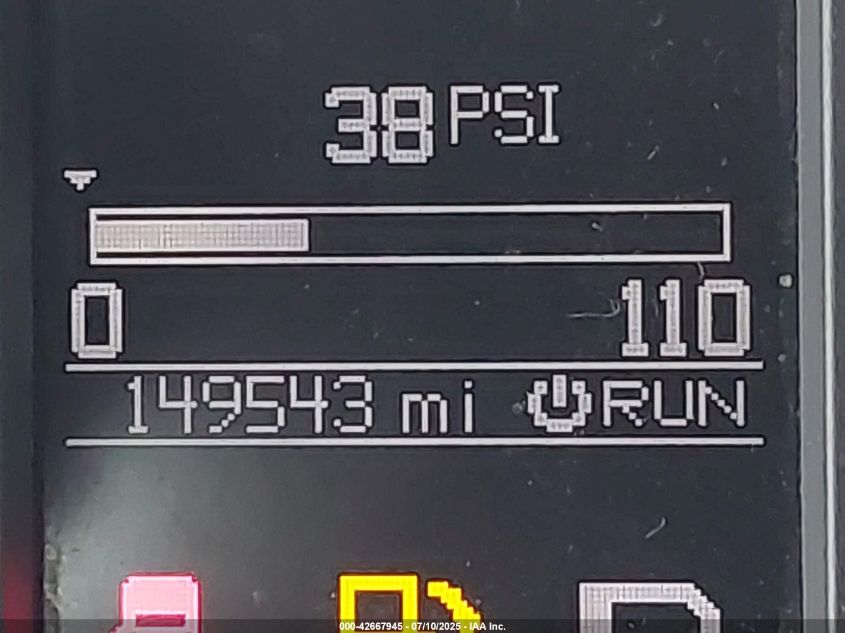 38 PSI
0 110
149543 mi RUN
000-42667945 - 07/10/2025 - IAA Inc.